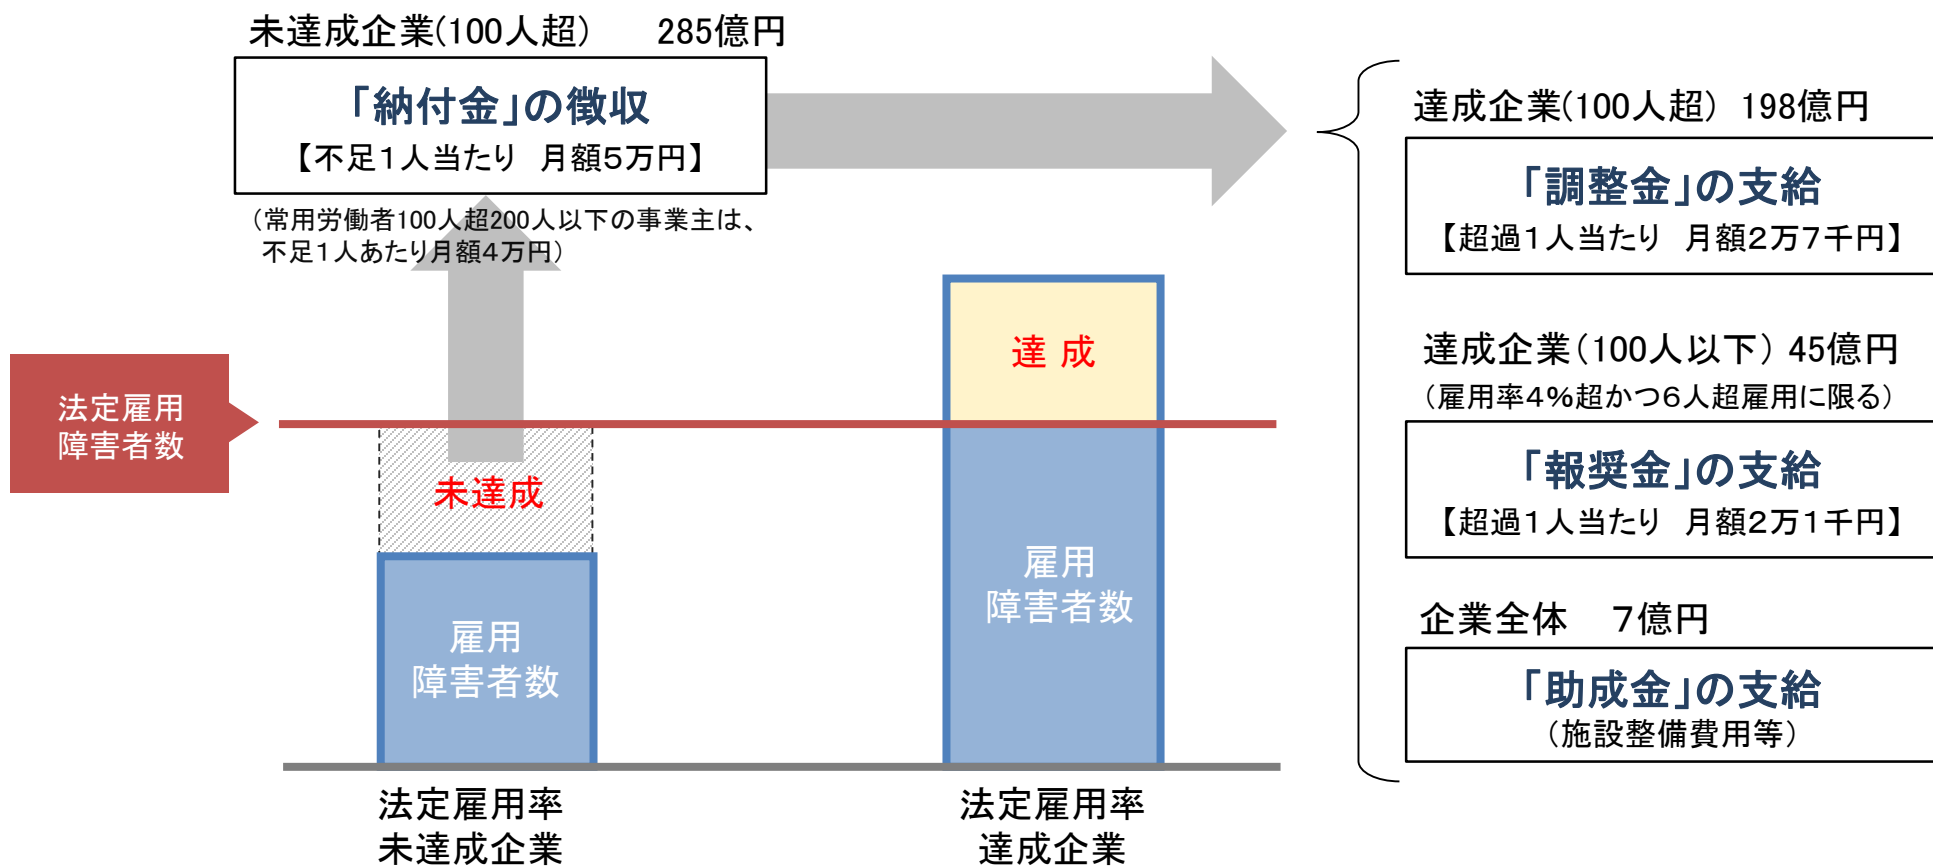 未達成企業(100人超)　285億円
「納付金」の徴収
【不足１人当たり　月額５万円】
（常用労働者100人超200人以下の事業主は、
不足１人あたり月額４万円）
達成企業(100人超)　198億円
「調整金」の支給
【超過１人当たり　月額２万７千円】
達成企業（100人以下）45億円
（雇用率４％超かつ６人超雇用に限る）
「報奨金」の支給
【超過１人当たり　月額２万１千円】
企業全体　7億円
「助成金」の支給
（施設整備費用等）
法定雇用
障害者数
未達成
雇用
障害者数
達 成
雇用
障害者数
法定雇用率
未達成企業
法定雇用率
達成企業